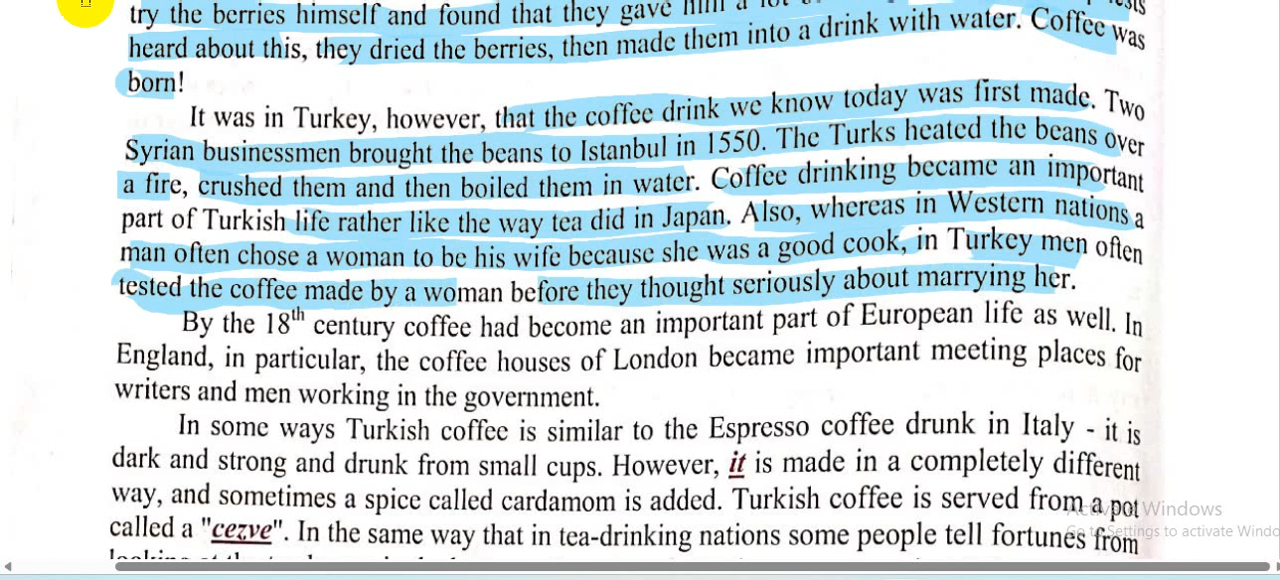 try the berries himself and found that they gave him a lot
heard about this, they dried the berries, then made them into a drink with water. Coffee was
born!
It was in Turkey, however, that the coffee drink we know today was first made. Two
Syrian businessmen brought the beans to Istanbul in 1550. The Turks heated the beans over
a fire, crushed them and then boiled them in water. Coffee drinking became an important
part of Turkish life rather like the way tea did in Japan. Also, whereas in Western nations a
man often chose a woman to be his wife because she was a good cook, in Turkey men often
tested the coffee made by a woman before they thought seriously about marrying her.
By the 18th century coffee had become an important part of European life as well. In
England, in particular, the coffee houses of London became important meeting places for
writers and men working in the government.
In some ways Turkish coffee is similar to the Espresso coffee drunk in Italy - it is
dark and strong and drunk from small cups. However, it is made in a completely different
way, and sometimes a spice called cardamom is added. Turkish coffee is served from a pot
called a "cezve". In the same way that in tea-drinking nations some people tell fortunes from
Activate Windows
Go to Settings to activate Windo